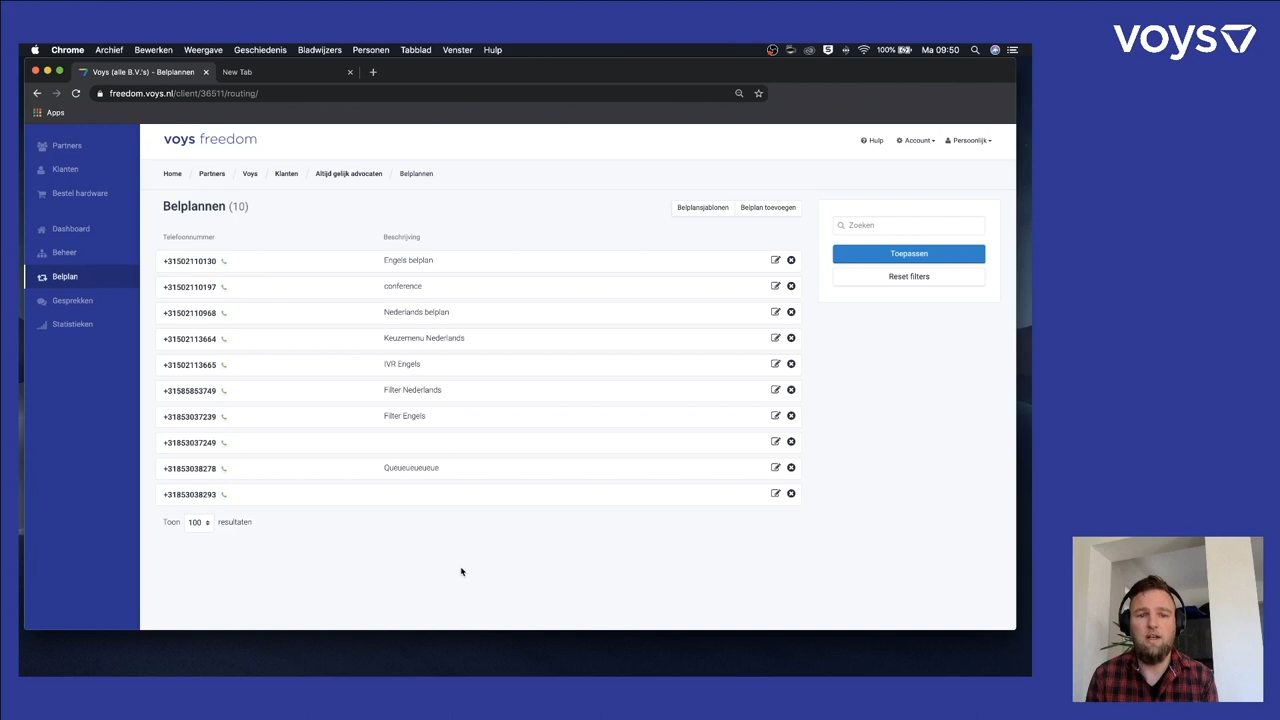 voys
Chrome Archief Bewerken Weergave Geschiedenis Bladwijzers Personen Tabblad Venster Hulp
100% Ma 09:50
Voys (alle B.V.'s) - Belplannen New Tab
freedom.voys.nl/client/36511/routing/
Apps
Partners
Klanten
Bestel hardware
Dashboard
Beheer
Belplan
Gesprekken
Statistieken
voys freedom
Hulp Account Persoonlijk
Home / Partners / Voys / Klanten / Altijd gelijk advocaten / Belplannen
Belplannen (10)
Belplansjablonen Belplan toevoegen
Telefoonnummer Beschrijving
+31502110130 Engels belplan
+31502110197 conference
+31502110968 Nederlands belplan
+31502113664 Keuzemenu Nederlands
+31502113665 IVR Engels
+31585853749 Filter Nederlands
+31853037239 Filter Engels
+31853037249
+31853038278 Queueueueueue
+31853038293
Toon 100 resultaten
Zoeken
Toepassen
Reset filters